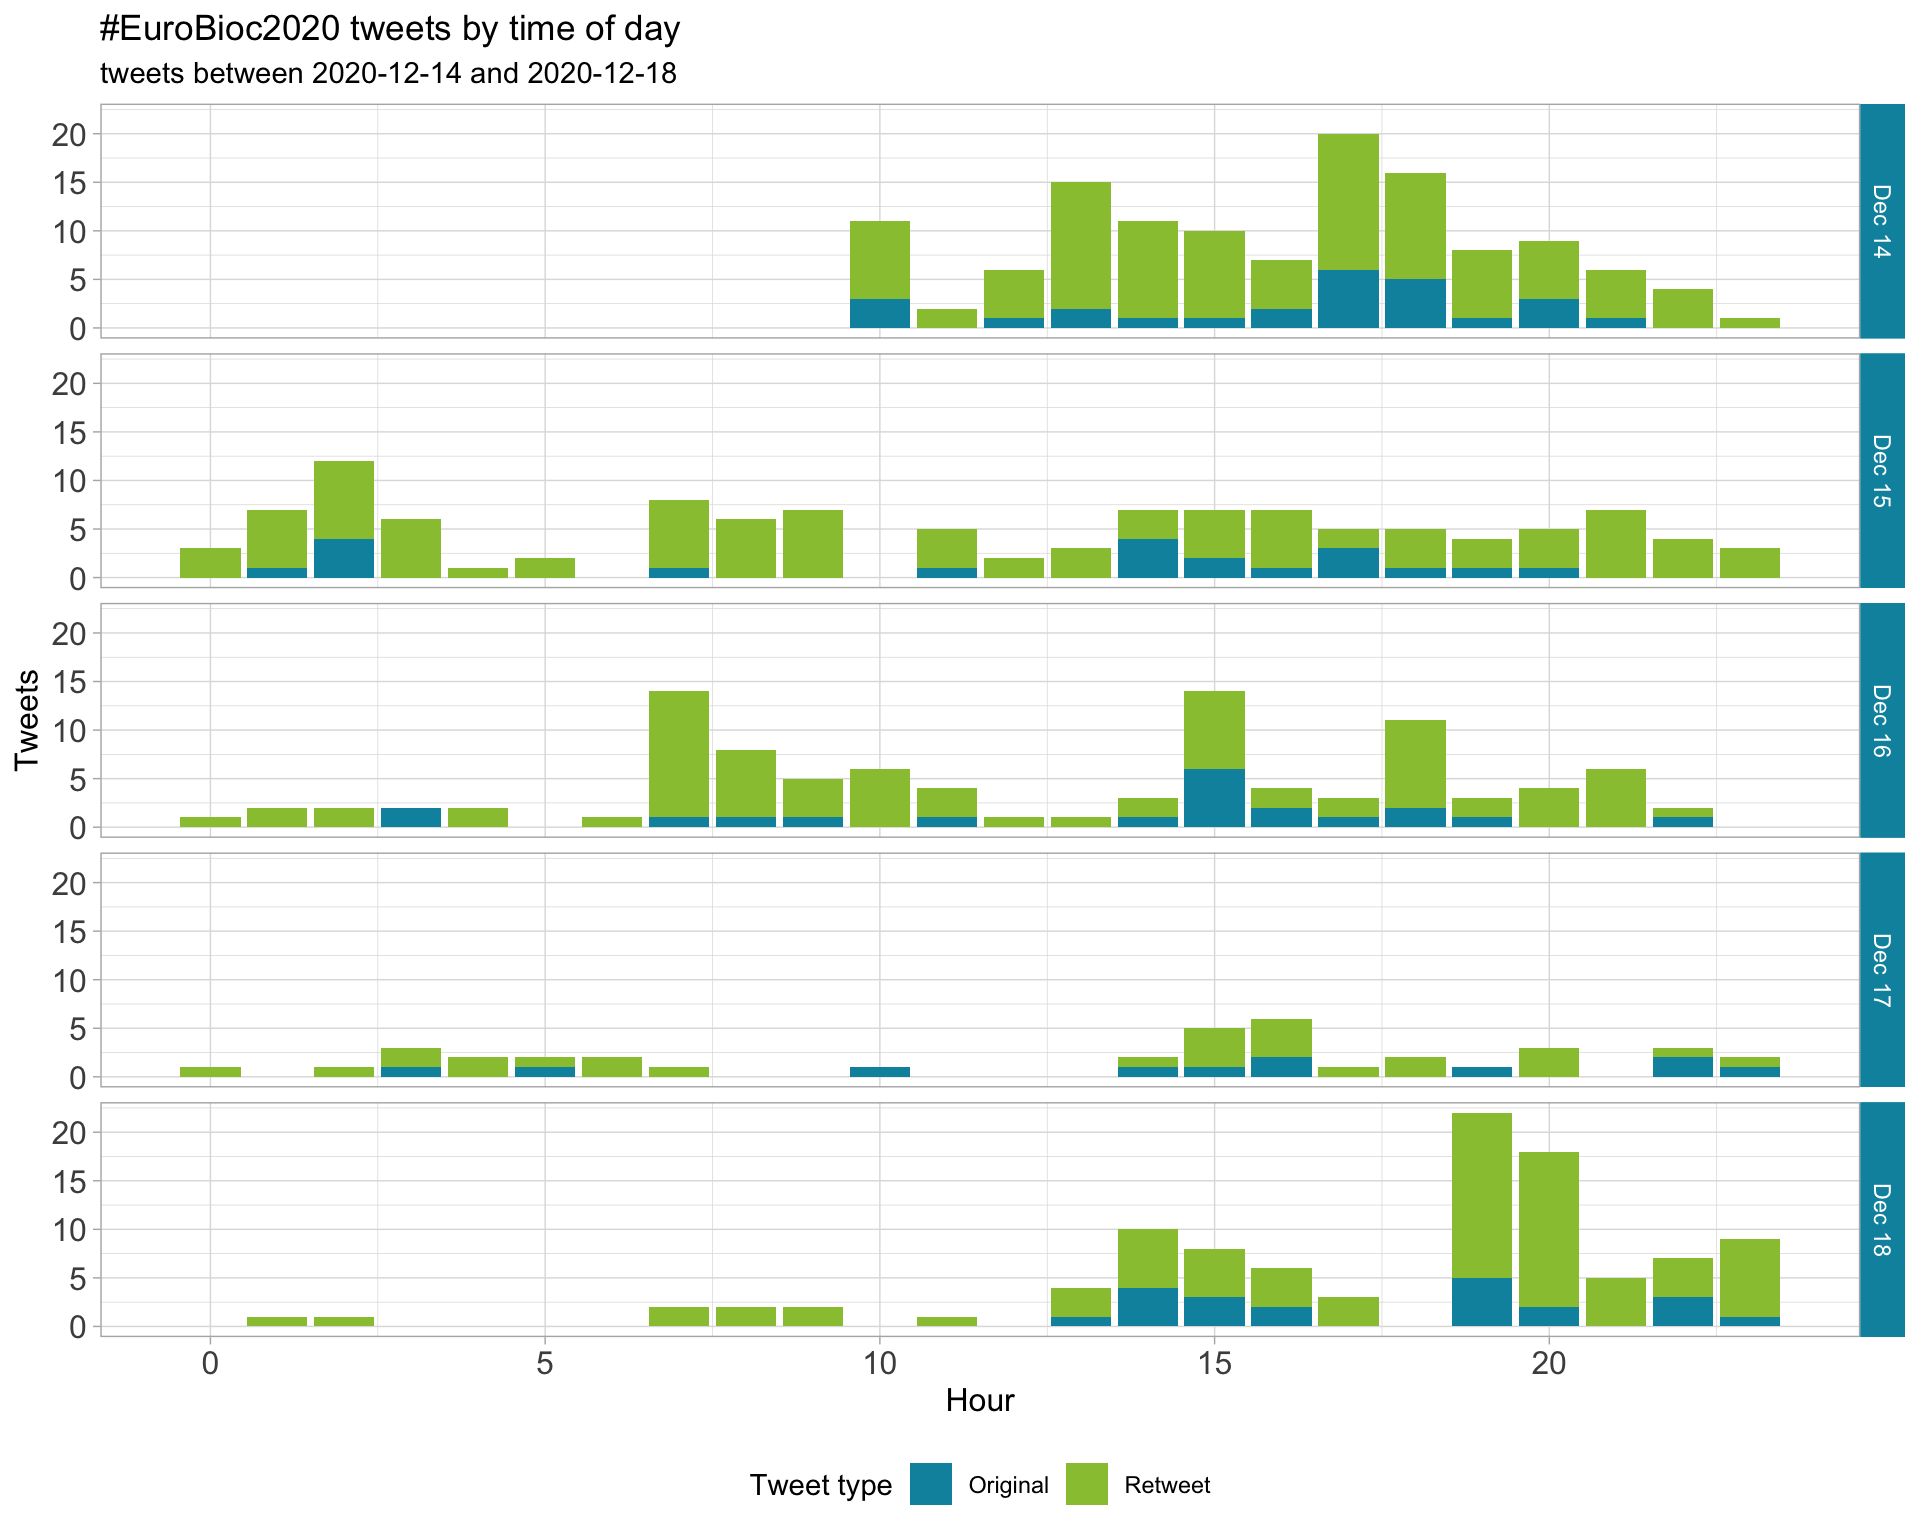 #EuroBioc2020 tweets by time of day
tweets between 2020-12-14 and 2020-12-18
20
15
10
5
0
Dec 14
20
15
10
5
0
Dec 15
20
15
10
5
0
Dec 16
20
15
10
5
0
Dec 17
20
15
10
5
0
Dec 18
Tweets
0 5 10 15 20
Hour
Tweet type Original Retweet